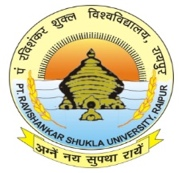 पं रविशंकर शुक्ल विश्वविद्यालय, रायपुर
PT. RAVISHANKAR SHUKLA UNIVERSITY, RAIPUR
अग्ने नय सुपथा राये